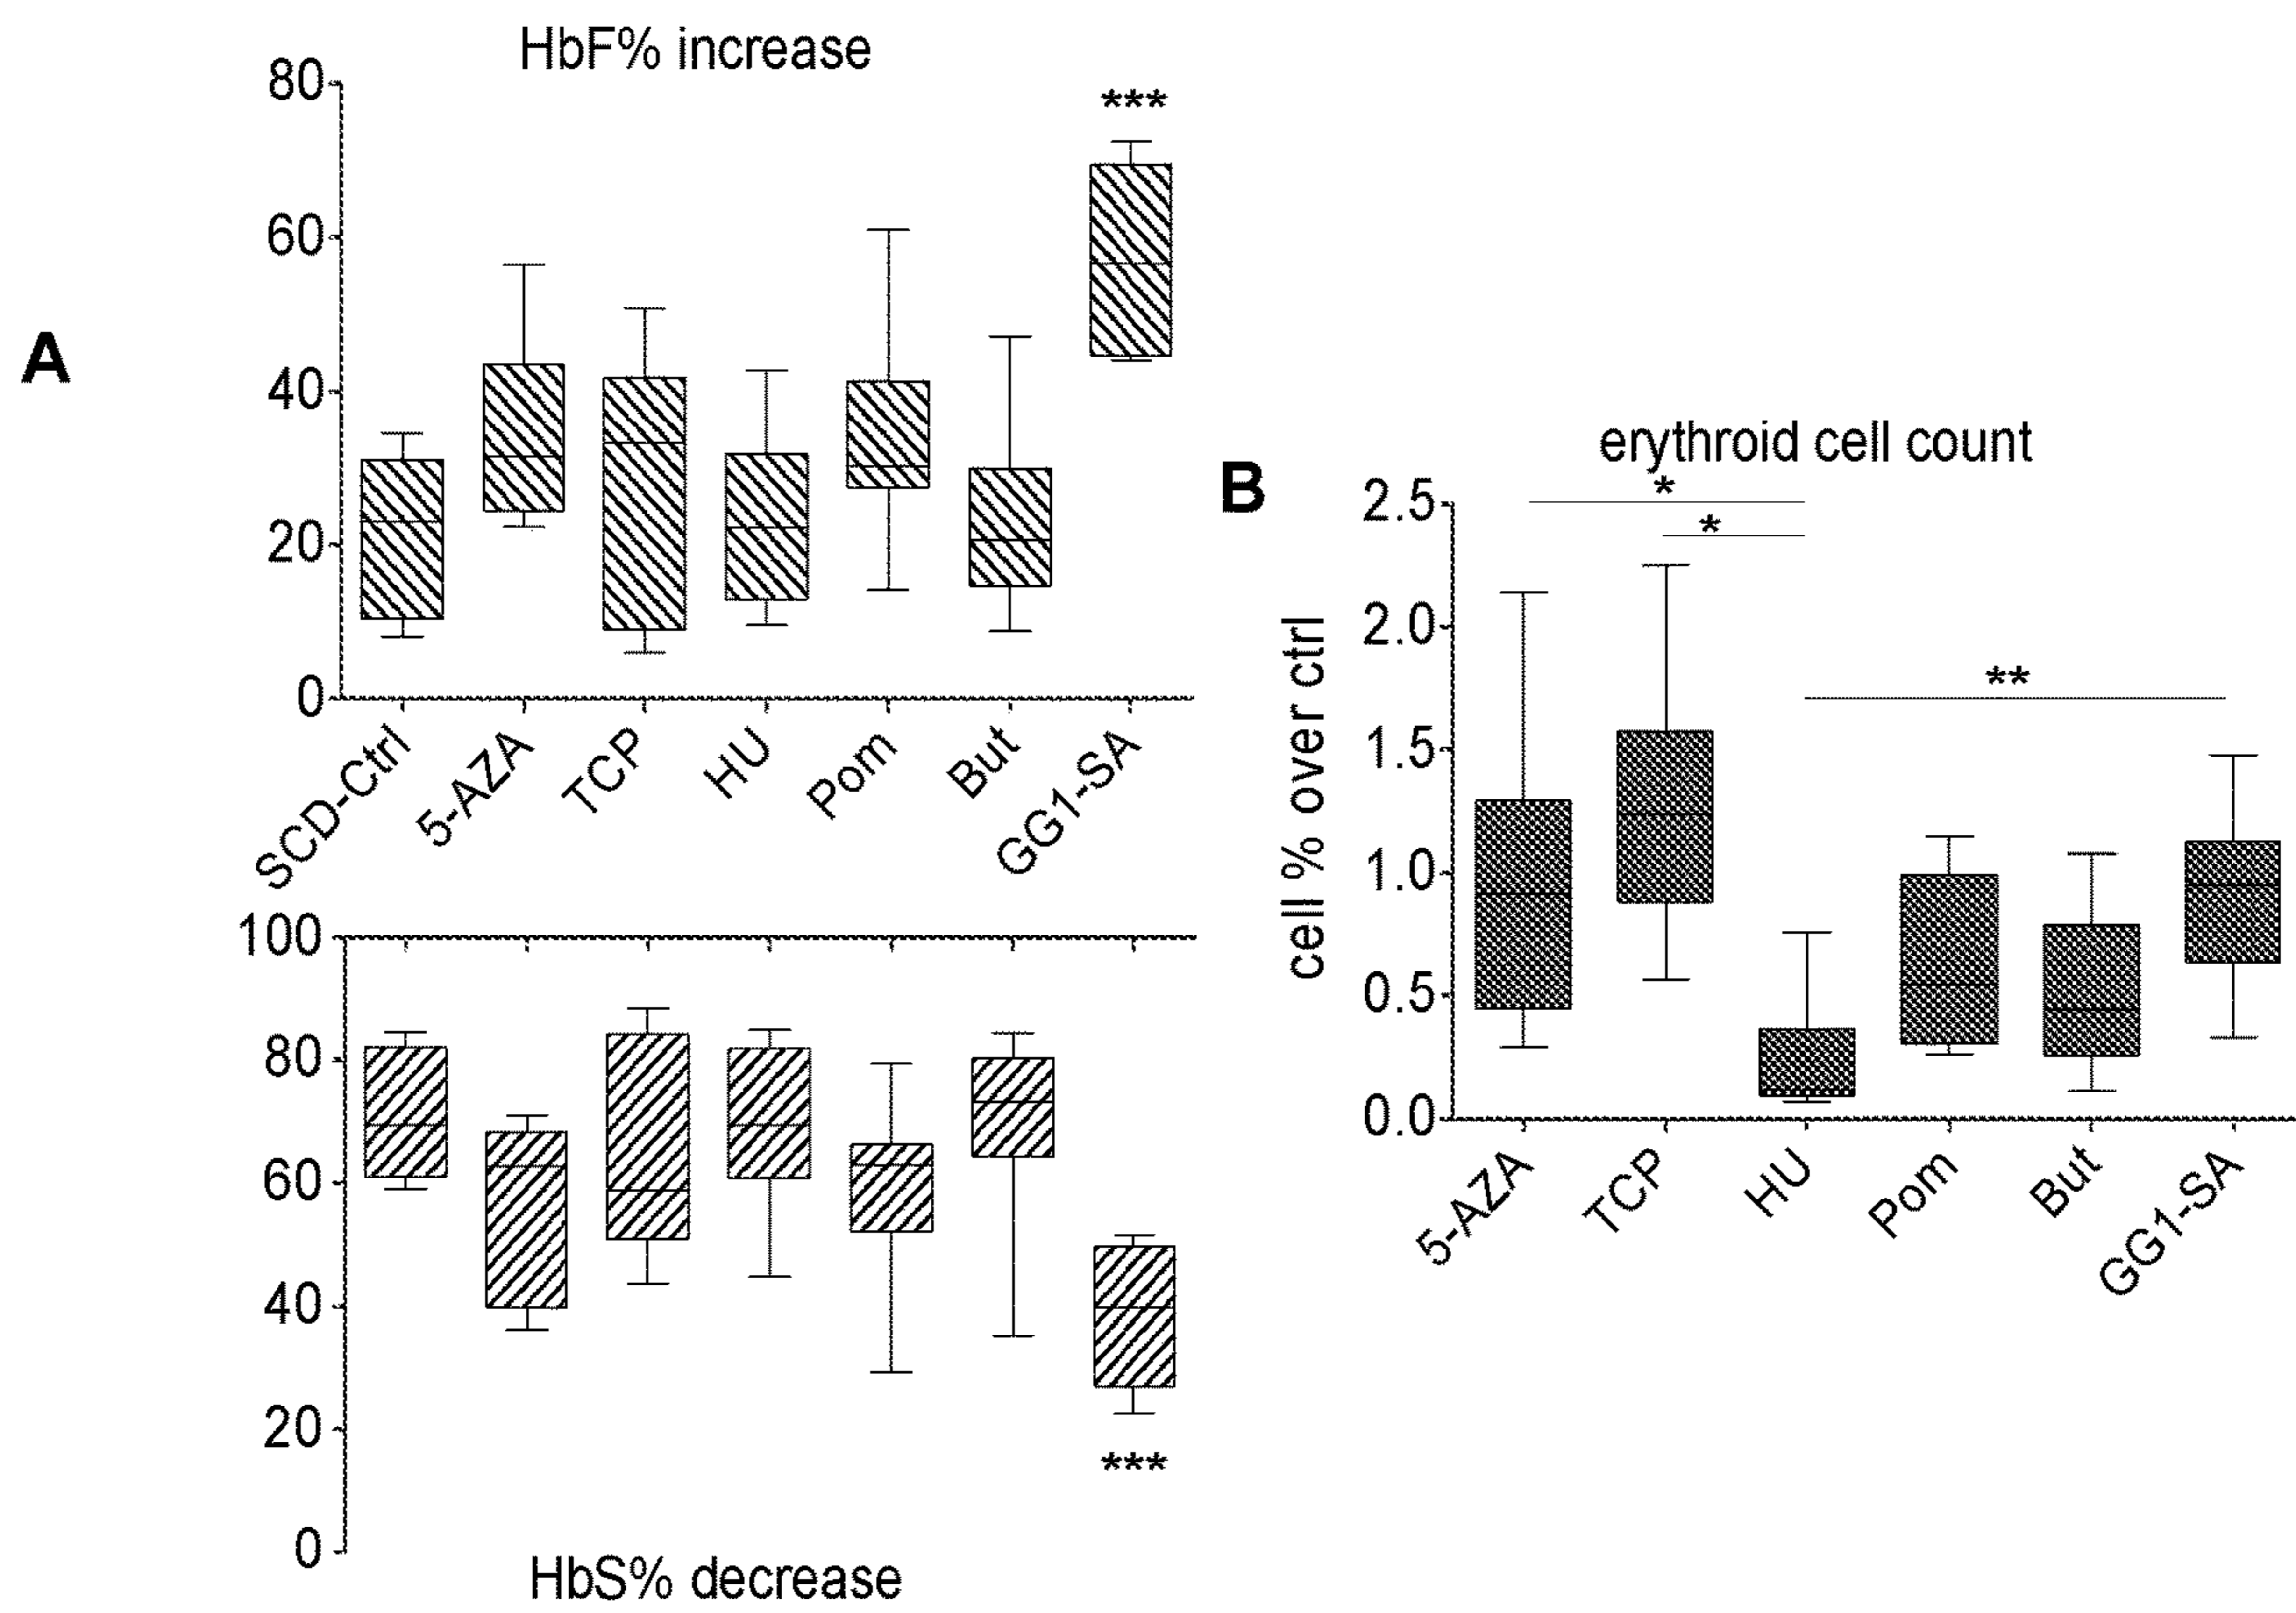 A
HbF% increase
80
60
40
20
0
***
SCD-Ctrl
5-AZA
TCP
HU
Pom
But
GG1-SA
100
80
60
40
20
0
***
HbS% decrease
B
erythroid cell count
cell % over ctrl
2.5
2.0
1.5
1.0
0.5
0.0
*
*
**
5-AZA
TCP
HU
Pom
But
GG1-SA